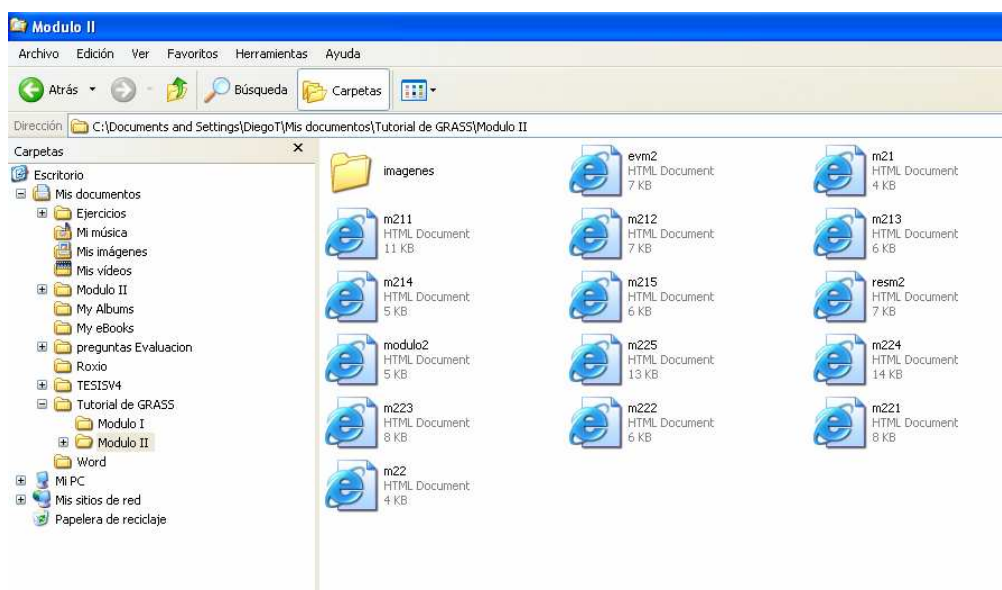 Modulo II
Archivo Edición Ver Favoritos Herramientas Ayuda
Atrás Búsqueda Carpetas
Dirección C:\Documents and Settings\DiegoT\Mis documentos\Tutorial de GRASS\Modulo II
Carpetas
Escritorio
Mis documentos
Ejercicios
Mi música
Mis imágenes
Mis vídeos
Modulo II
My Albums
My eBooks
preguntas Evaluacion
Roxio
TESISV4
Tutorial de GRASS
Modulo I
Modulo II
Word
Mi PC
Mis sitios de red
Papelera de reciclaje
imagenes
evm2
HTML Document
7 KB
m21
HTML Document
4 KB
m211
HTML Document
11 KB
m212
HTML Document
7 KB
m213
HTML Document
6 KB
m214
HTML Document
5 KB
m215
HTML Document
6 KB
resm2
HTML Document
7 KB
modulo2
HTML Document
5 KB
m225
HTML Document
13 KB
m224
HTML Document
14 KB
m223
HTML Document
8 KB
m222
HTML Document
6 KB
m221
HTML Document
8 KB
m22
HTML Document
4 KB